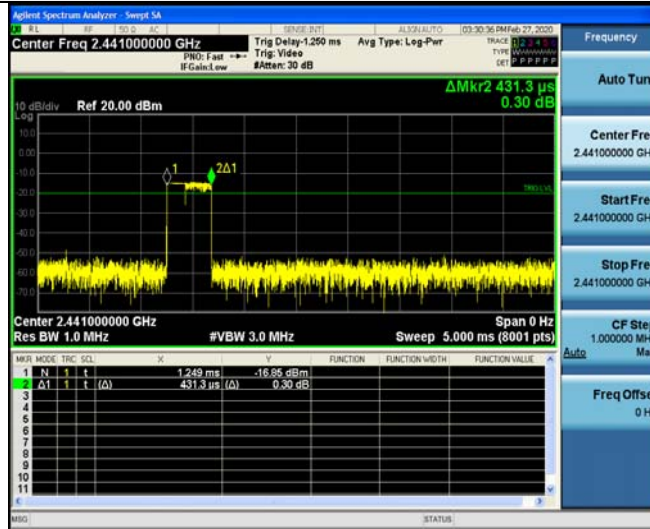 Agilent Spectrum Analyzer - Swept SA
RL RF 50 Ω AC SENSE:INT ALIGN AUTO 03:30:36 PM Feb 27, 2020
Center Freq 2.441000000 GHz
PNO: Fast
IFGain:Low
Trig Delay-1.250 ms
Trig: Video
#Atten: 30 dB
Avg Type: Log-Pwr
TRACE 1 2 3 4 5 6
TYPE
DET P P P P P P
ΔMkr2 431.3 µs
0.30 dB
10 dB/div Ref 20.00 dBm
Log
10.0
0.00
-10.0
-20.0
-30.0
-40.0
-50.0
-60.0
-70.0
1
2Δ1
TRIG LVL
Center 2.441000000 GHz Span 0 Hz
Res BW 1.0 MHz #VBW 3.0 MHz Sweep 5.000 ms (8001 pts)
MKR MODE TRC SCL X Y FUNCTION FUNCTION WIDTH FUNCTION VALUE
1 N 1 t 1.249 ms -16.85 dBm
2 Δ1 1 t (Δ) 431.3 µs (Δ) 0.30 dB
3
4
5
6
7
8
9
10
11
MSG STATUS
Frequency
Auto Tun
Center Fre
2.441000000 GH
Start Fre
2.441000000 GH
Stop Fre
2.441000000 GH
CF Ste
1.000000 MH
Auto Ma
Freq Offse
0 H